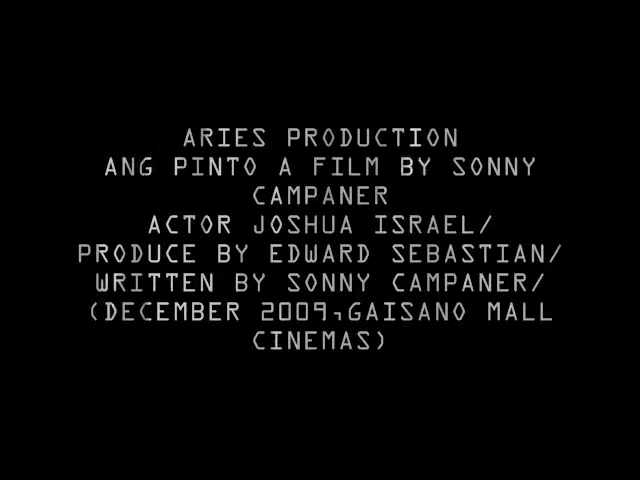 ARIES PRODUCTION
ANG PINTO A FILM BY SONNY
CAMPANER
ACTOR JOSHUA ISRAEL/
PRODUCE BY EDWARD SEBASTIAN/
WRITTEN BY SONNY CAMPANER/
(DECEMBER 2009,GAISANO MALL
CINEMAS)